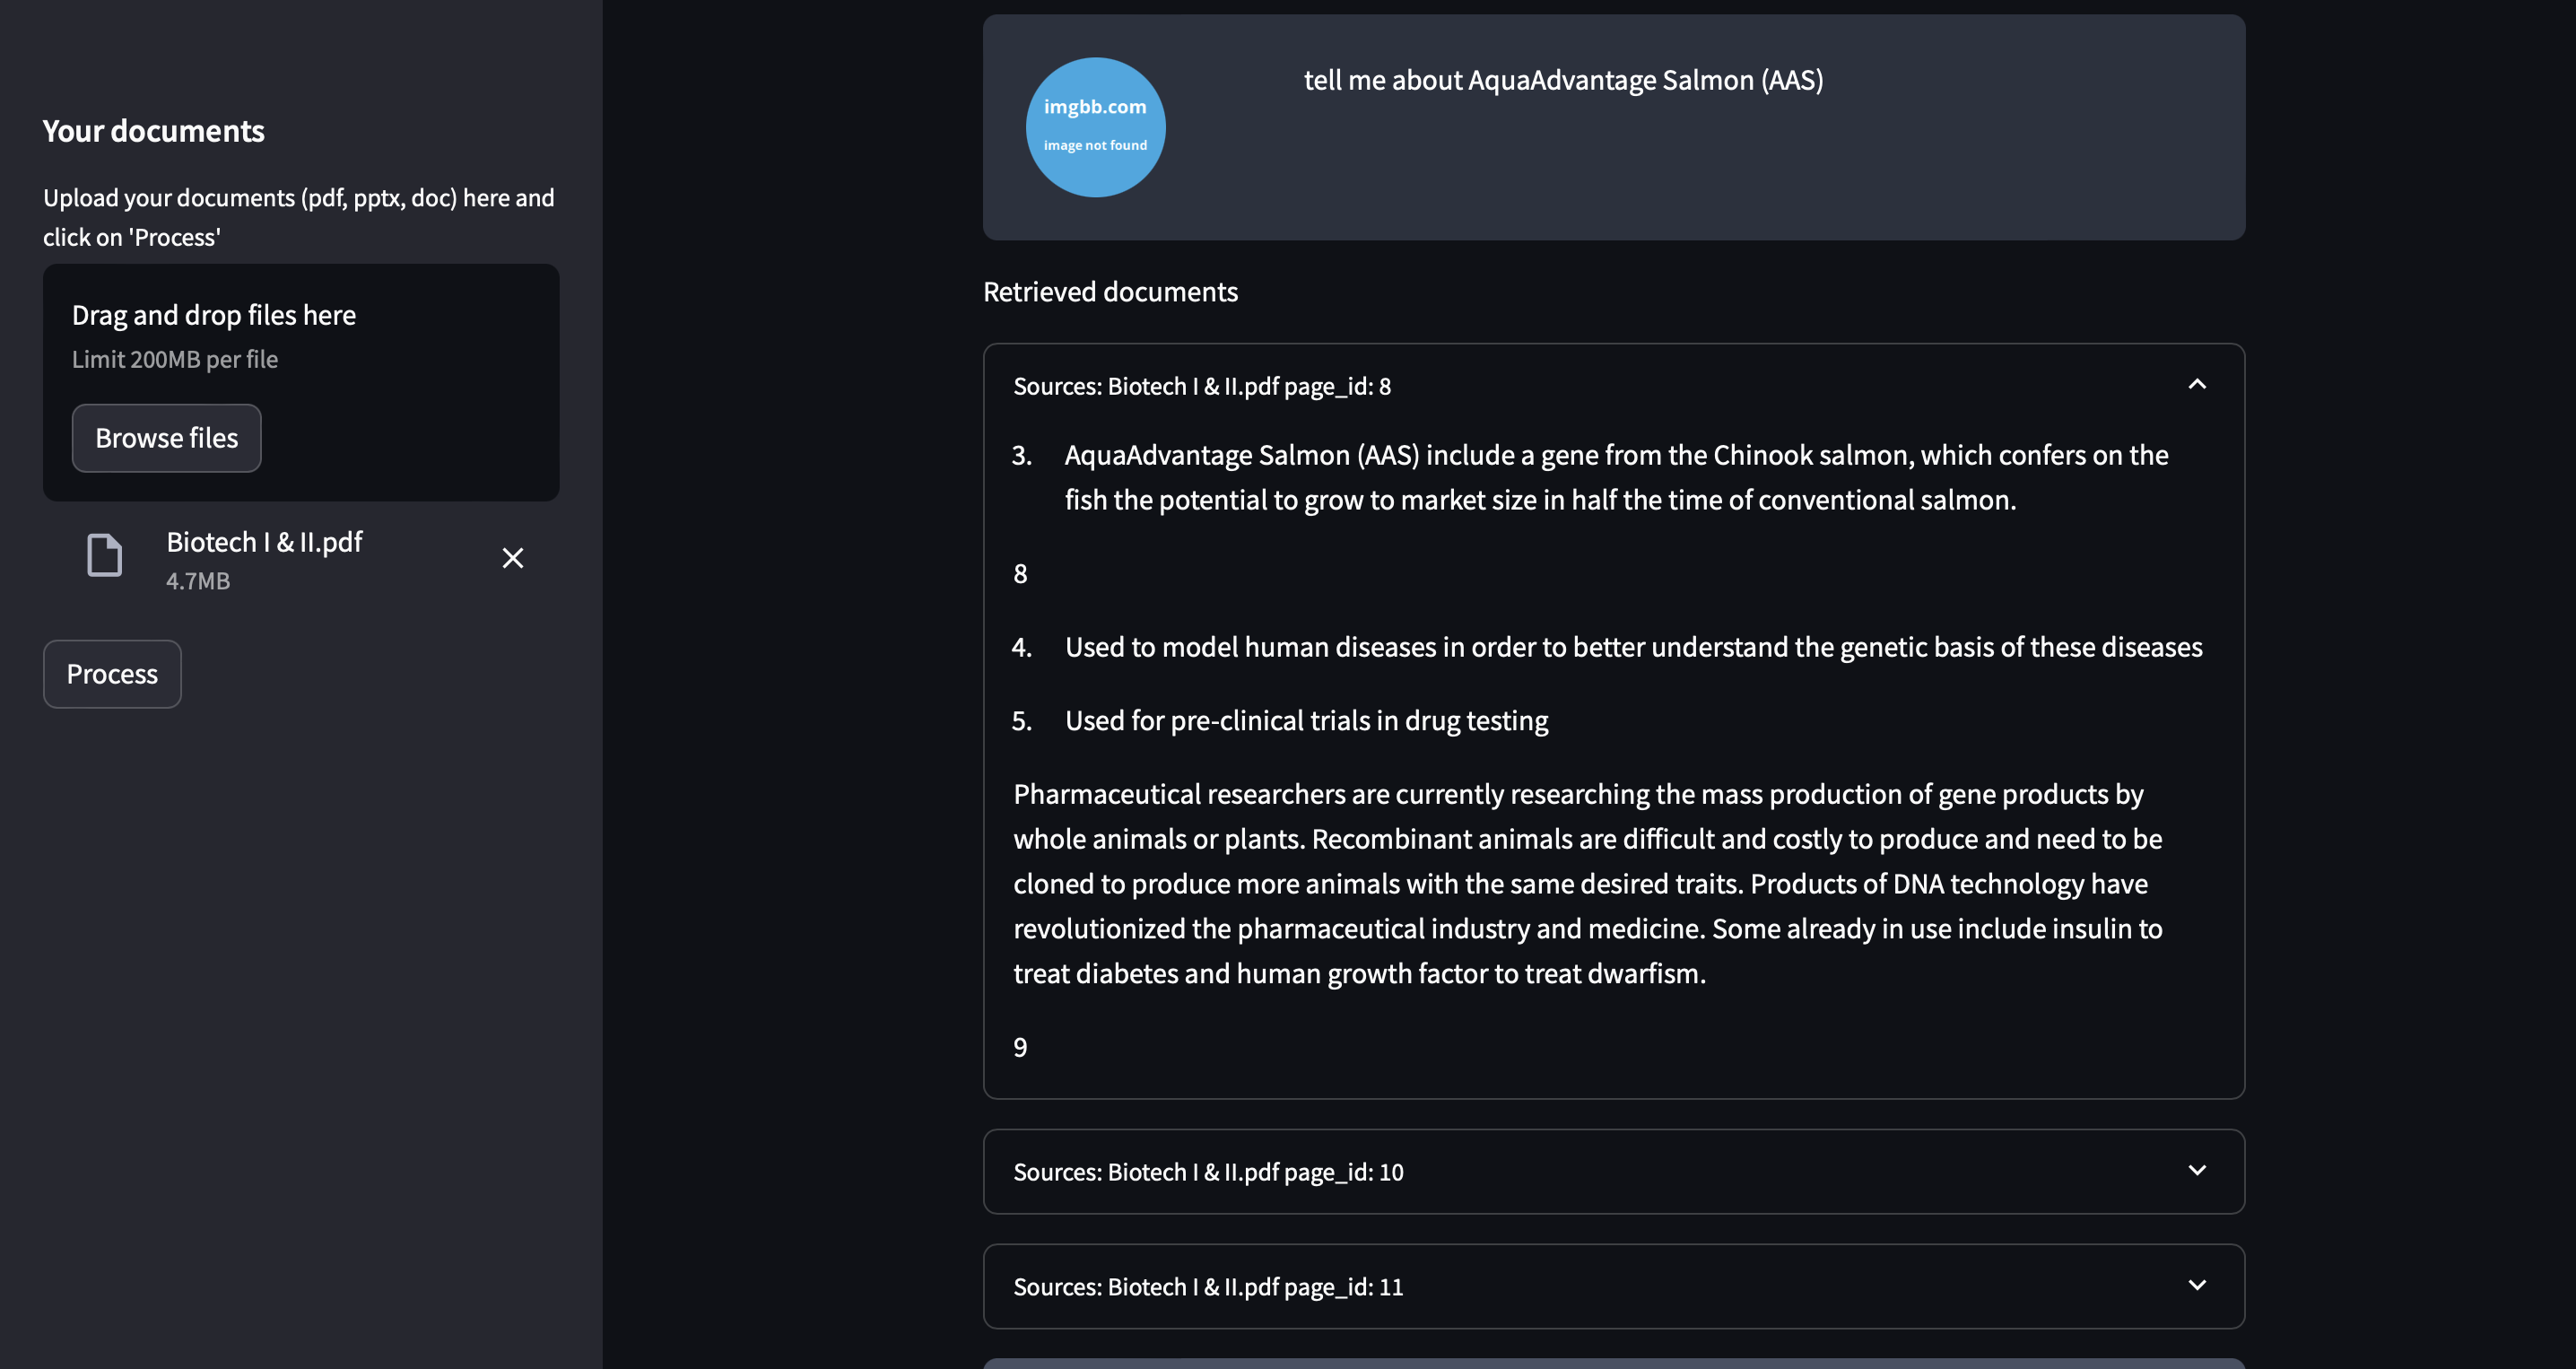 Your documents
Upload your documents (pdf, pptx, doc) here and
click on 'Process'
Drag and drop files here
Limit 200MB per file
Browse files
Biotech I & II.pdf
4.7MB
Process
imgbb.com
image not found
tell me about AquaAdvantage Salmon (AAS)
Retrieved documents
Sources: Biotech I & II.pdf page_id: 8
3. AquaAdvantage Salmon (AAS) include a gene from the Chinook salmon, which confers on the
fish the potential to grow to market size in half the time of conventional salmon.
8
4. Used to model human diseases in order to better understand the genetic basis of these diseases
5. Used for pre-clinical trials in drug testing
Pharmaceutical researchers are currently researching the mass production of gene products by
whole animals or plants. Recombinant animals are difficult and costly to produce and need to be
cloned to produce more animals with the same desired traits. Products of DNA technology have
revolutionized the pharmaceutical industry and medicine. Some already in use include insulin to
treat diabetes and human growth factor to treat dwarfism.
9
Sources: Biotech I & II.pdf page_id: 10
Sources: Biotech I & II.pdf page_id: 11